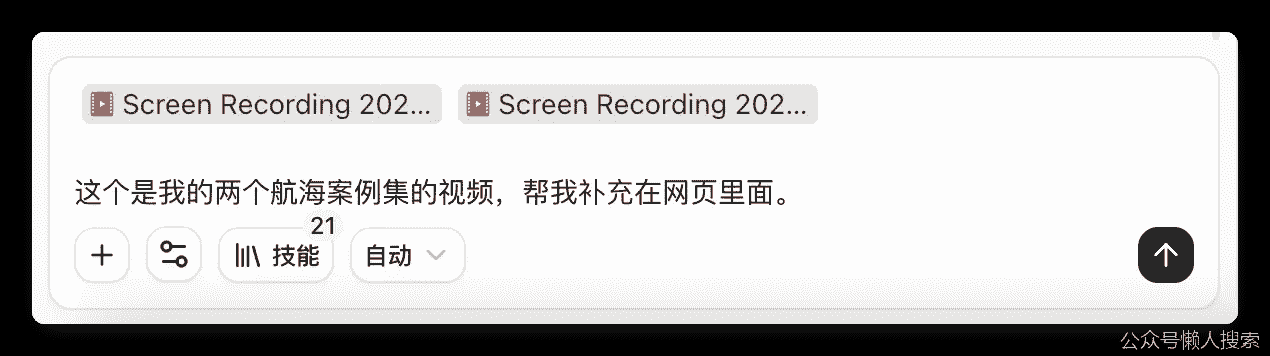 Screen Recording 202... Screen Recording 202...
这个是我的两个航海案例集的视频，帮我补充在网页里面。
21
技能 自动
公众号懒人搜索